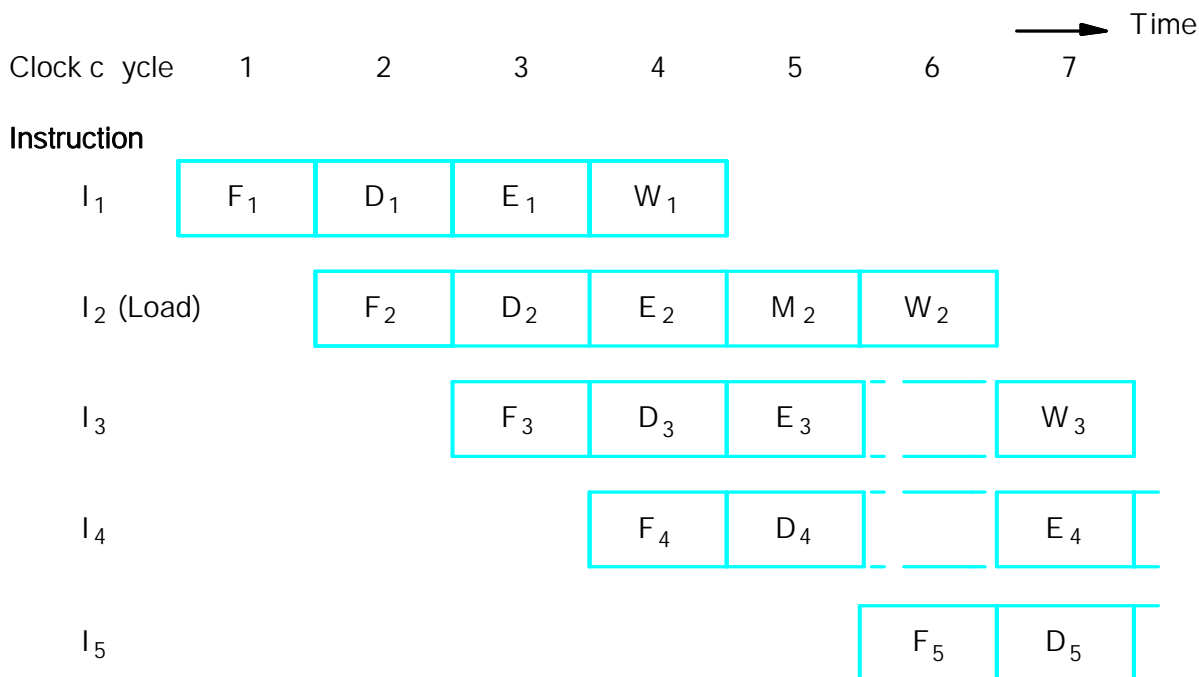 Time
Clock c ycle 1 2 3 4 5 6 7
Instruction
I1 F1 D1 E1 W1
I2 (Load) F2 D2 E2 M2 W2
I3 F3 D3 E3 W3
I4 F4 D4 E4
I5 F5 D5